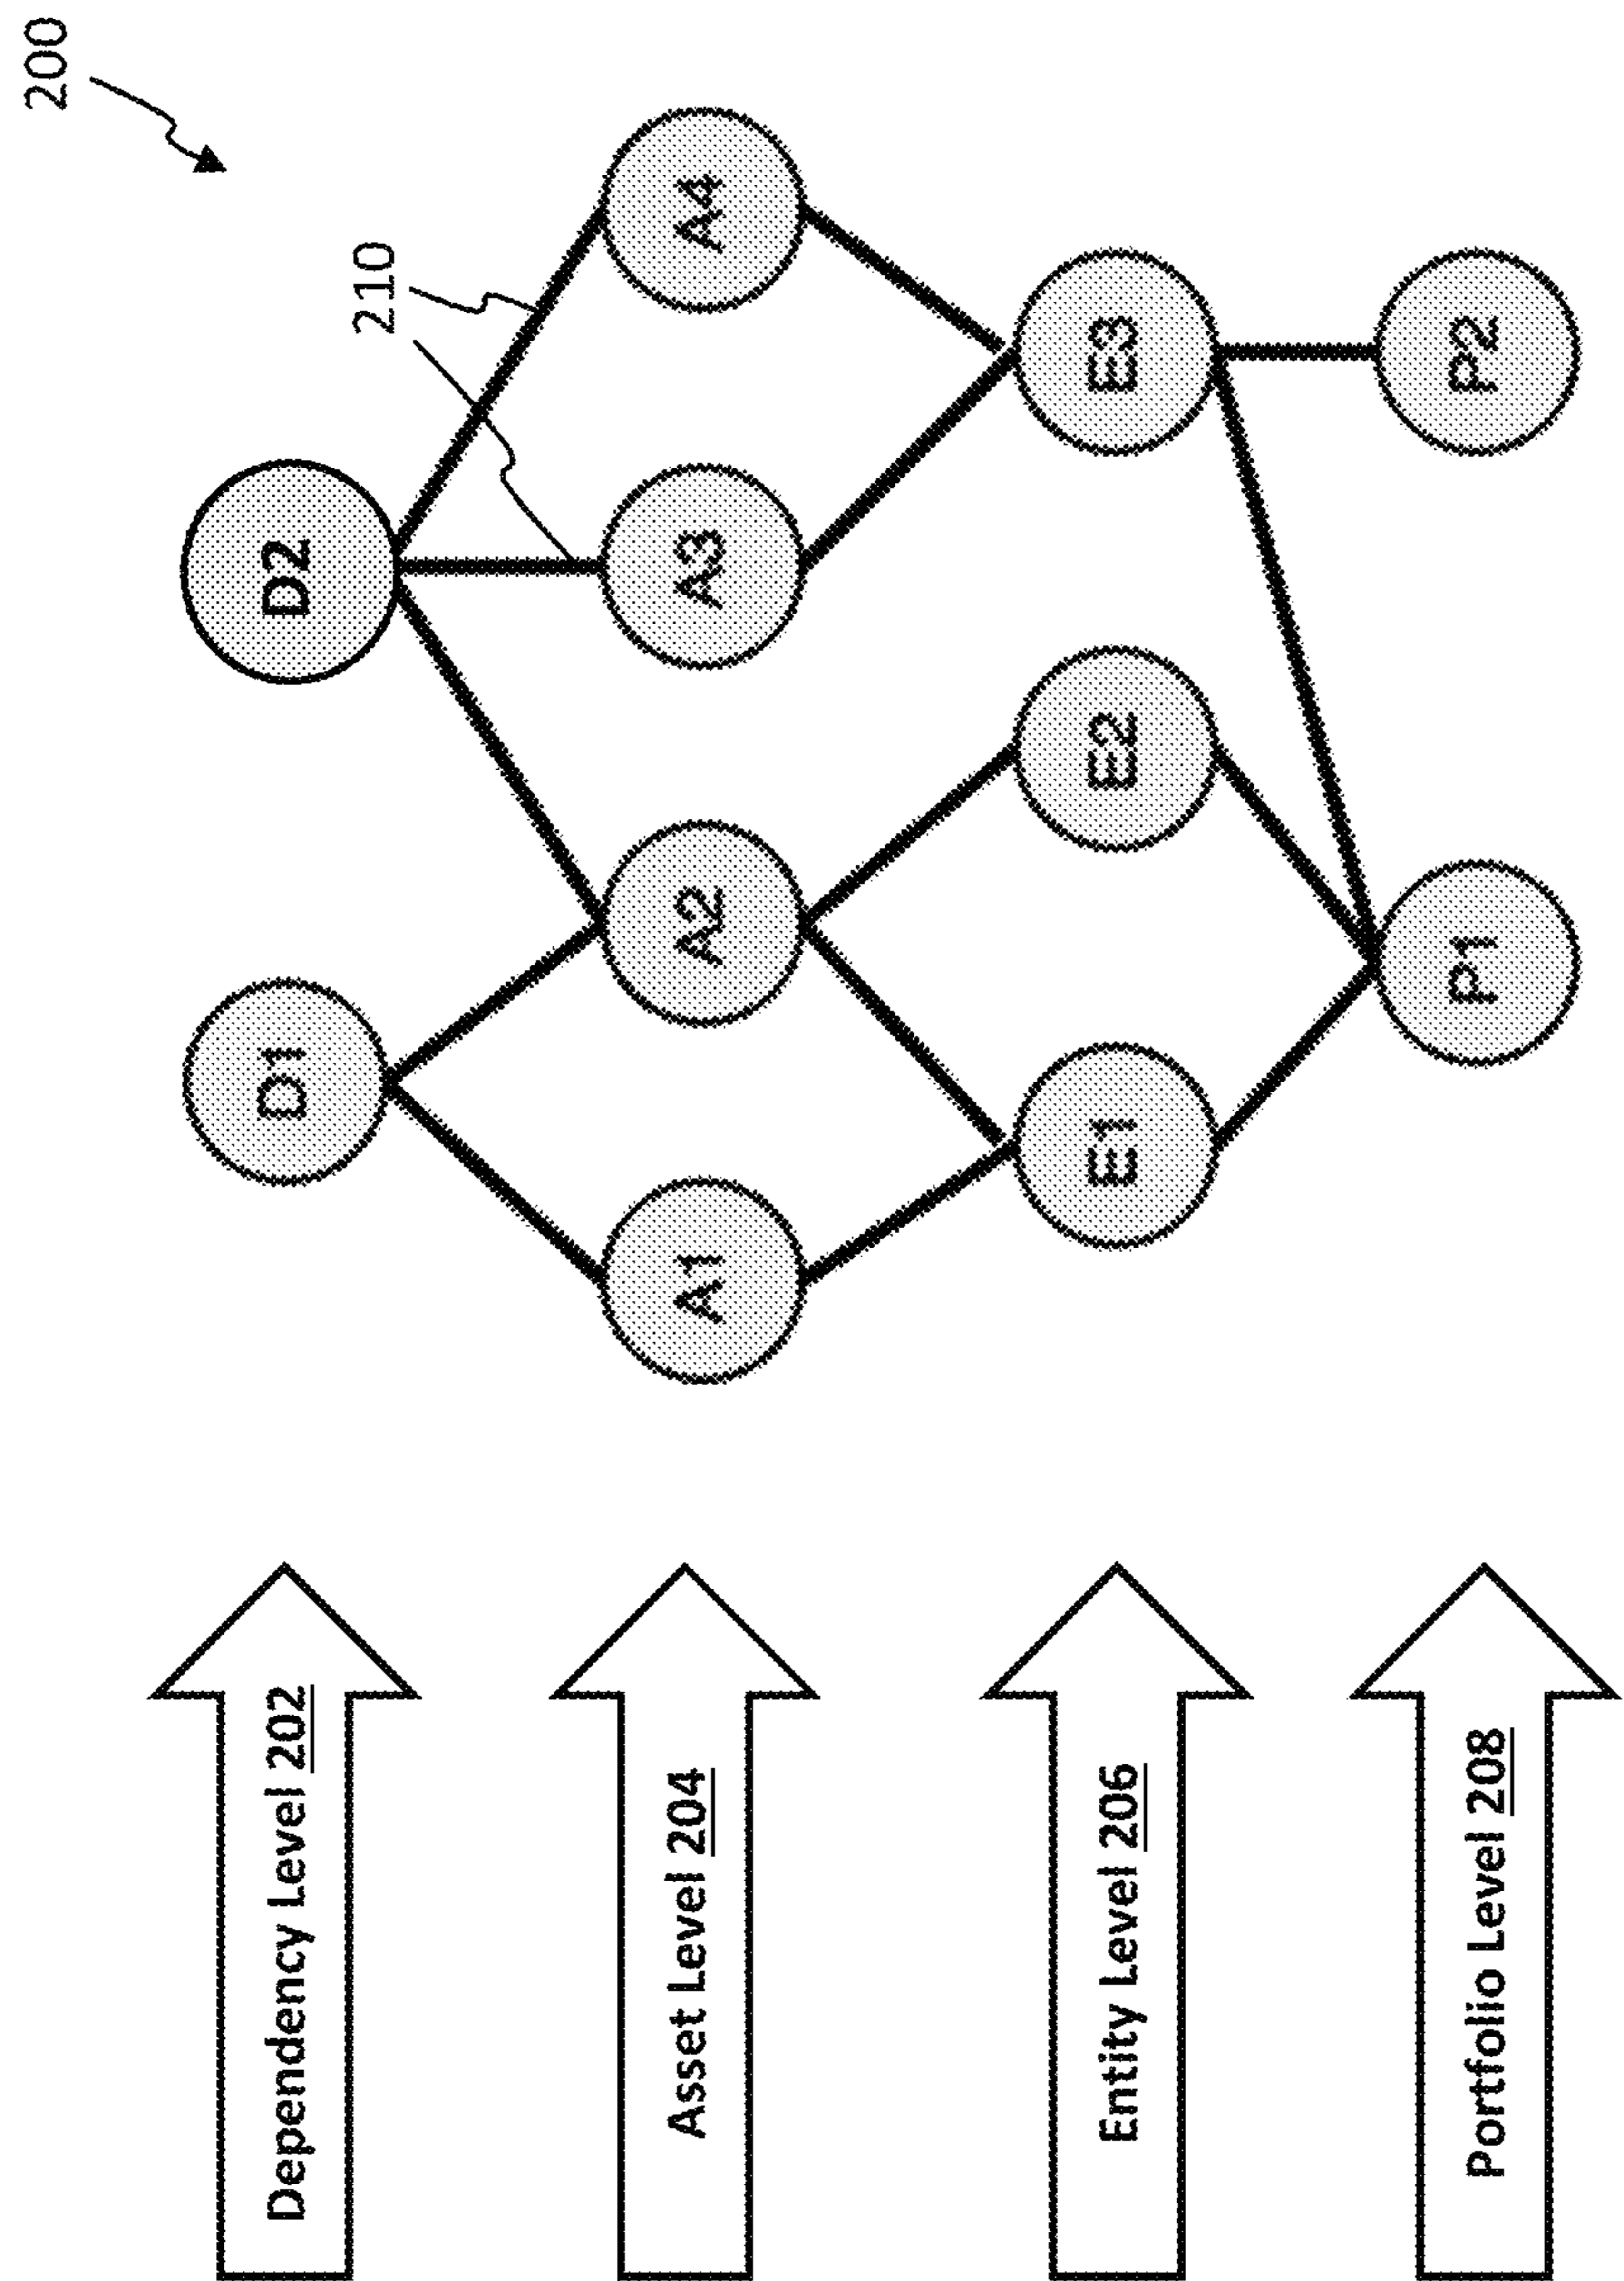 200
Dependency Level 202
D1
D2
210
Asset Level 204
A1
A2
A3
A4
Entity Level 206
E1
E2
E3
Portfolio Level 208
P1
P2